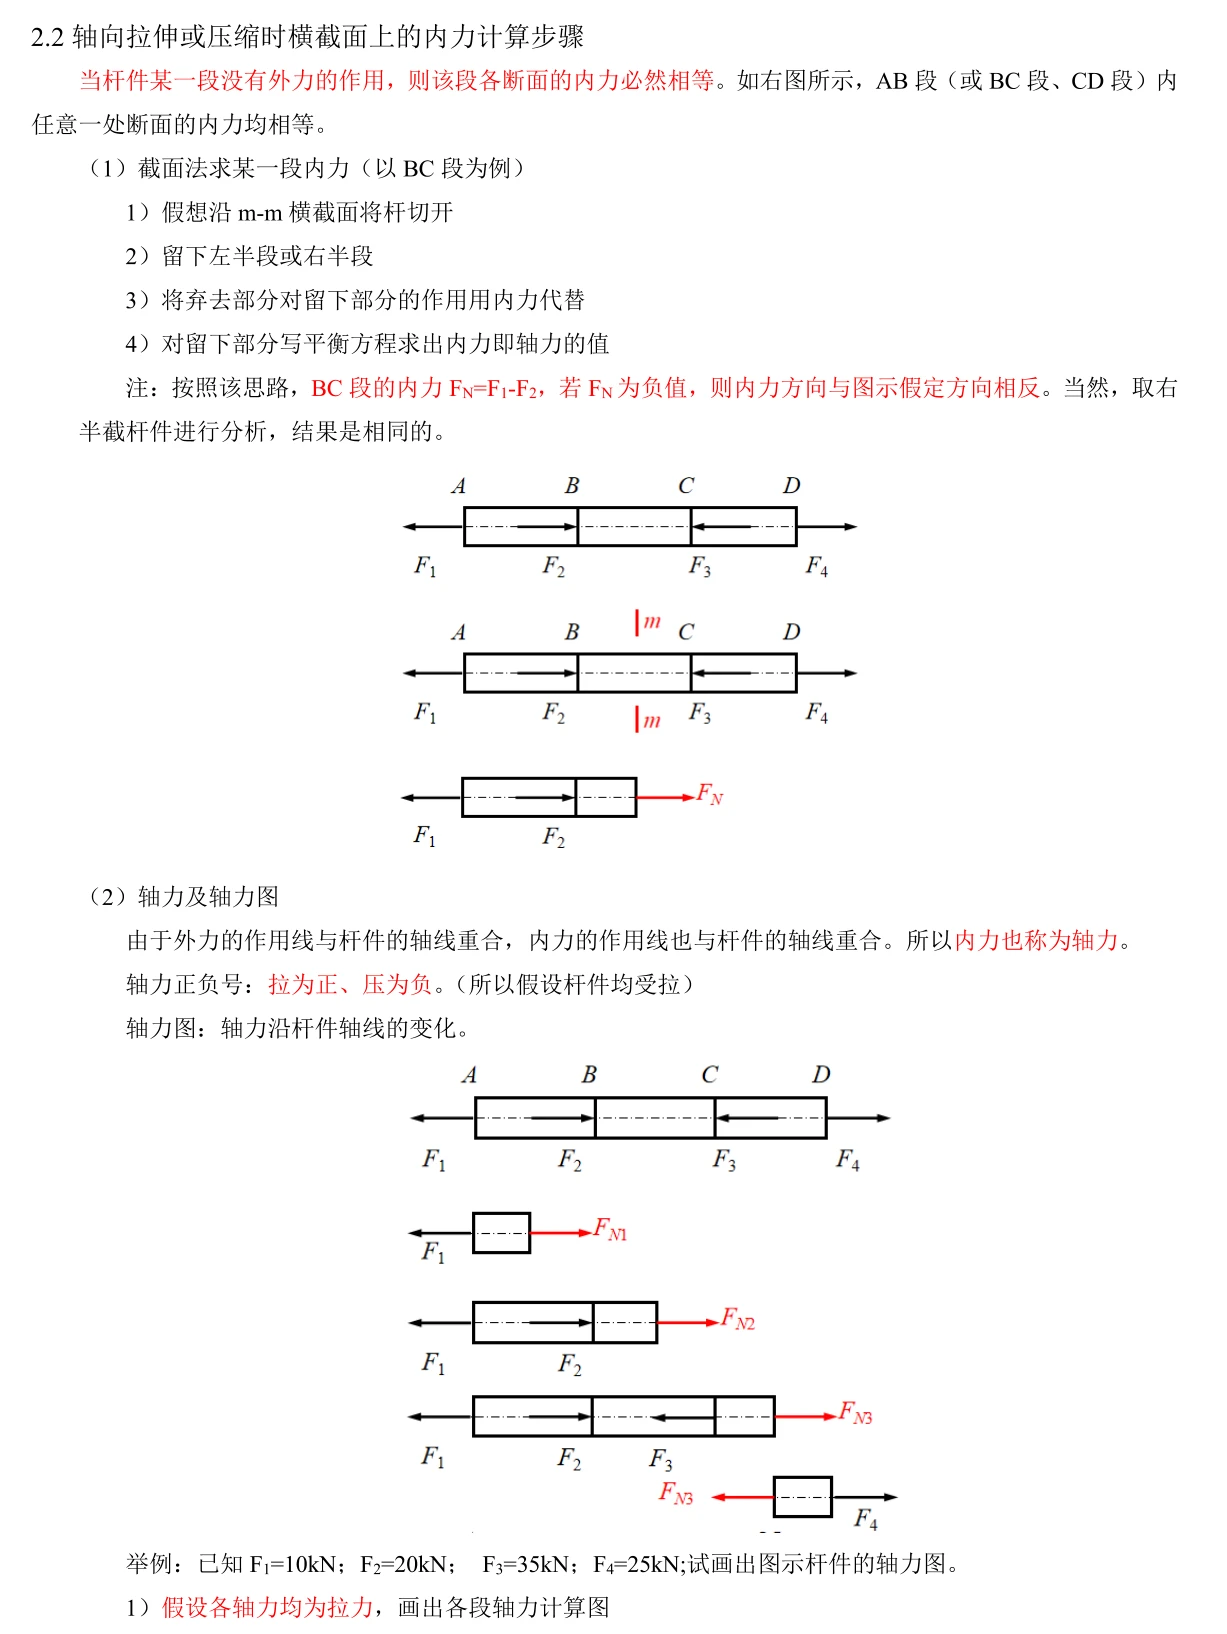 2.2 轴向拉伸或压缩时横截面上的内力计算步骤
当杆件某一段没有外力的作用，则该段各断面的内力必然相等。如右图所示，AB 段（或 BC 段、CD 段）内
任意一处断面的内力均相等。
（1）截面法求某一段内力（以 BC 段为例）
1）假想沿 m-m 横截面将杆切开
2）留下左半段或右半段
3）将弃去部分对留下部分的作用用内力代替
4）对留下部分写平衡方程求出内力即轴力的值
注：按照该思路，BC 段的内力 FN=F1-F2，若 FN 为负值，则内力方向与图示假定方向相反。当然，取右
半截杆件进行分析，结果是相同的。
A B C D
F1 F2 F3 F4
m
A B C D
F1 F2 m F3 F4
FN
F1 F2
（2）轴力及轴力图
由于外力的作用线与杆件的轴线重合，内力的作用线也与杆件的轴线重合。所以内力也称为轴力。
轴力正负号：拉为正、压为负。（所以假设杆件均受拉）
轴力图：轴力沿杆件轴线的变化。
A B C D
F1 F2 F3 F4
FN1
F1
FN2
F1 F2
FN3
F1 F2 F3
FN3
F4
举例：已知 F1=10kN；F2=20kN； F3=35kN；F4=25kN;试画出图示杆件的轴力图。
1）假设各轴力均为拉力，画出各段轴力计算图